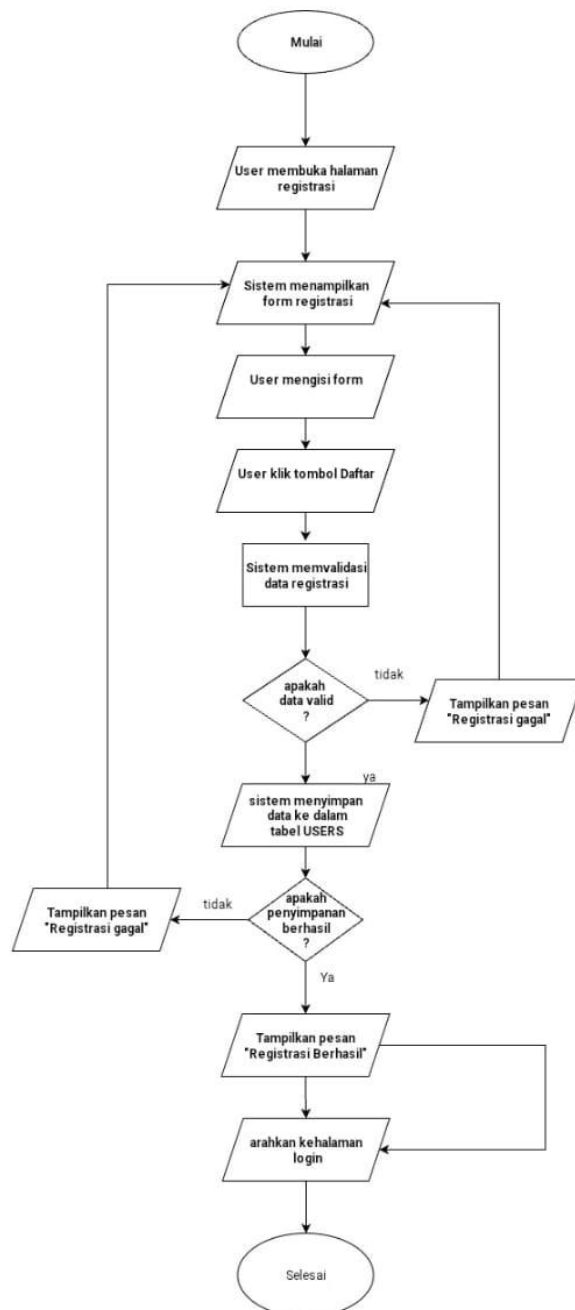 Mulai
User membuka halaman
registrasi
Sistem menampilkan
form registrasi
User mengisi form
User klik tombol Daftar
Sistem memvalidasi
data registrasi
apakah
data valid
?
tidak
Tampilkan pesan
"Registrasi gagal"
ya
sistem menyimpan
data ke dalam
tabel USERS
apakah
penyimpanan
berhasil
?
tidak
Tampilkan pesan
"Registrasi gagal"
Ya
Tampilkan pesan
"Registrasi Berhasil"
arahkan kehalaman
login
Selesai